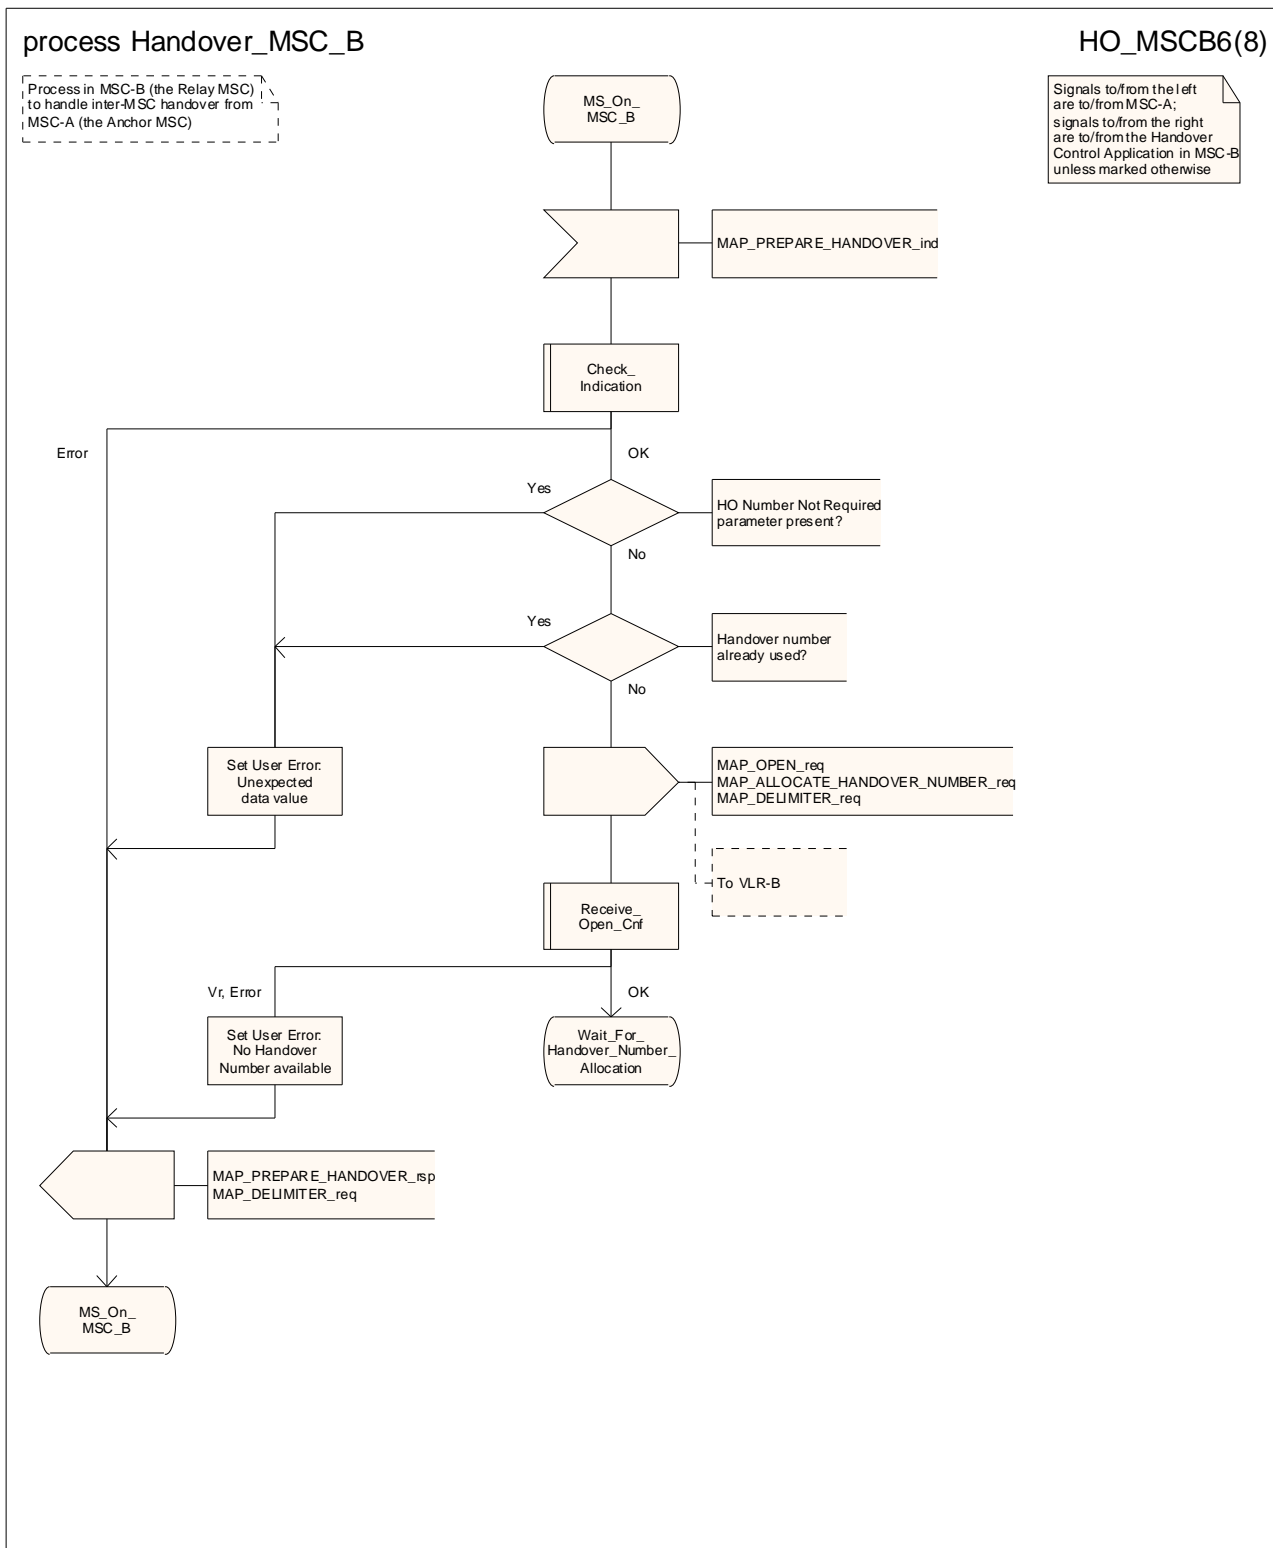 process Handover_MSC_B
HO_MSCB6(8)
Process in MSC-B (the Relay MSC)
to handle inter-MSC handover from
MSC-A (the Anchor MSC)
MS_On_
MSC_B
Signals to/from the left
are to/from MSC-A;
signals to/from the right
are to/from the Handover
Control Application in MSC-B
unless marked otherwise
MAP_PREPARE_HANDOVER_ind
Check_
Indication
Error
OK
Yes
HO Number Not Required
parameter present?
No
Yes
Handover number
already used?
No
Set User Error:
Unexpected
data value
MAP_OPEN_req
MAP_ALLOCATE_HANDOVER_NUMBER_req
MAP_DELIMITER_req
To VLR-B
Receive_
Open_Cnf
Vr, Error
OK
Set User Error:
No Handover
Number available
Wait_For_
Handover_Number_
Allocation
MAP_PREPARE_HANDOVER_rsp
MAP_DELIMITER_req
MS_On_
MSC_B